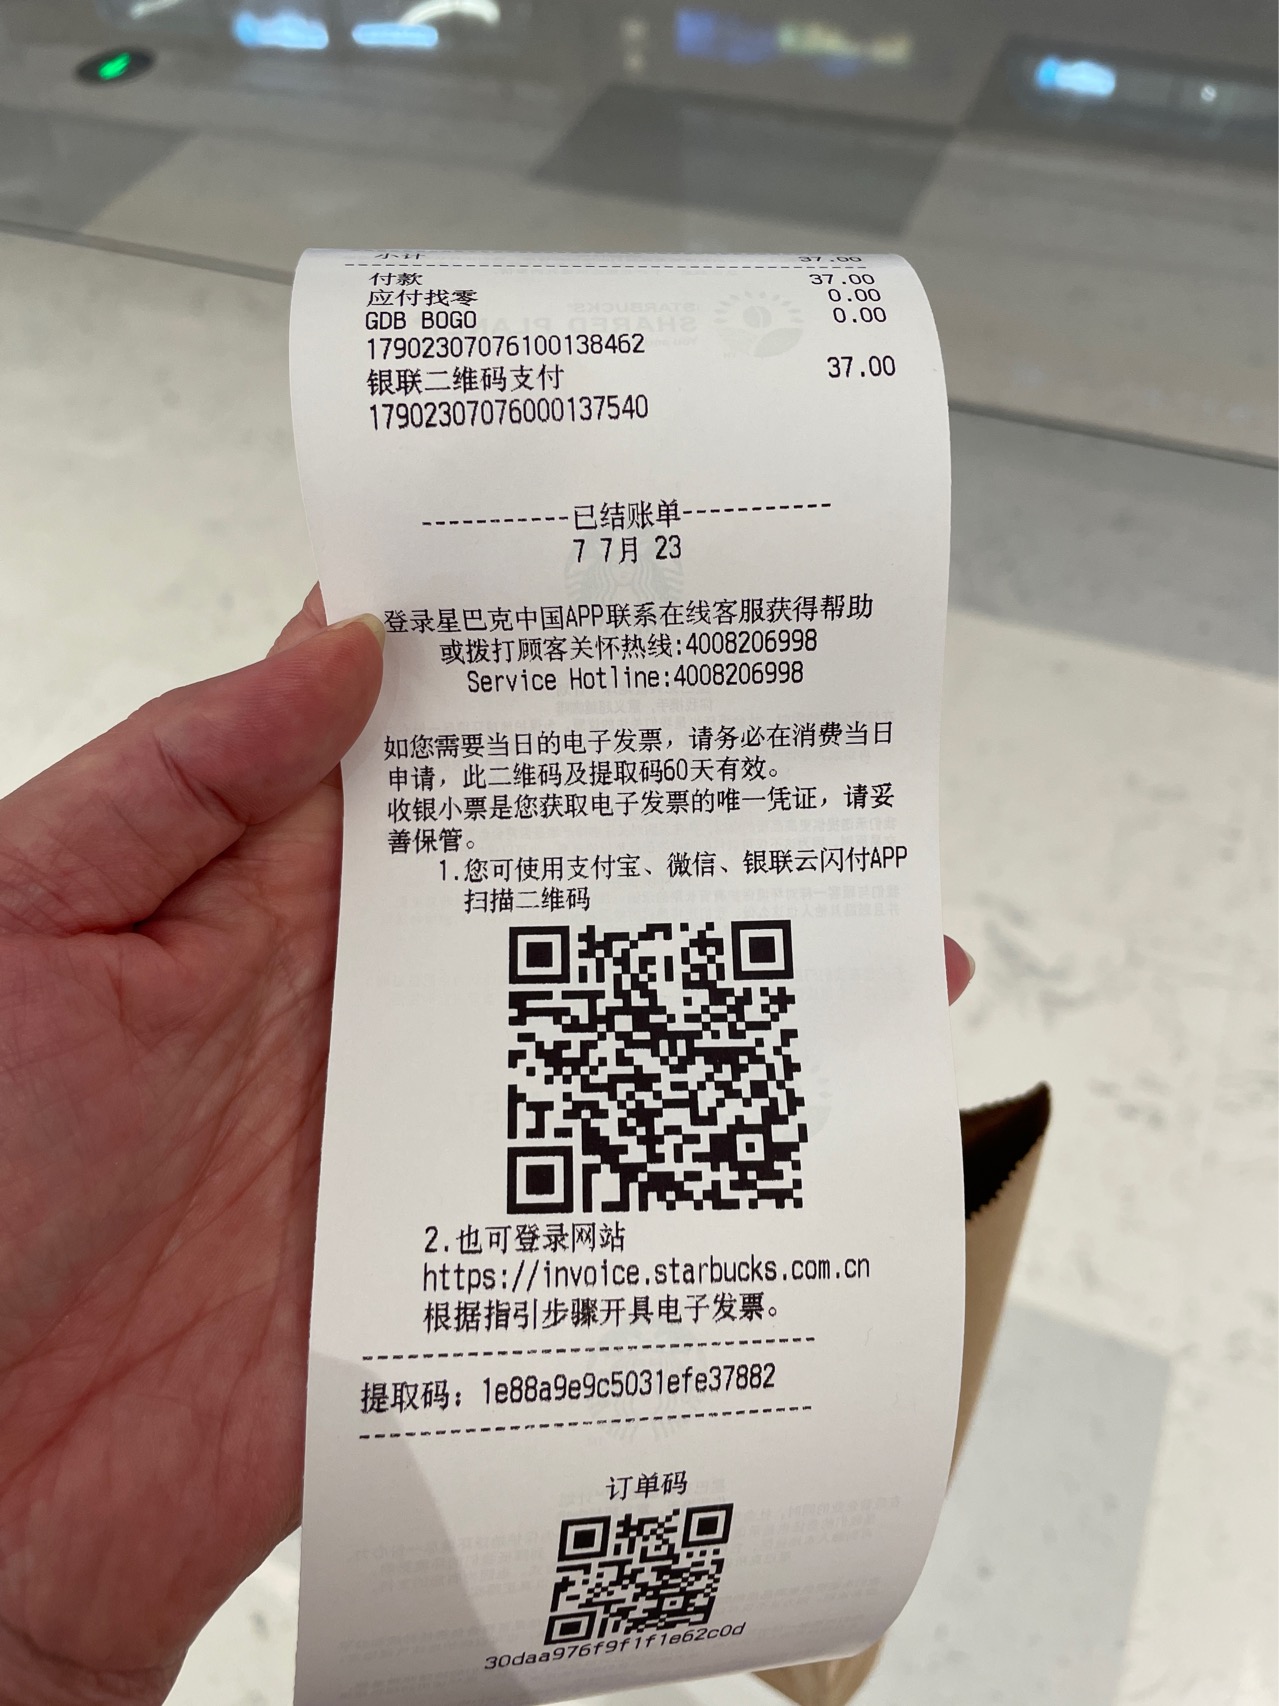 小计 37.00
付款 37.00
应付找零 0.00
GDB BOGO 0.00
17902307076100138462
银联二维码支付 37.00
17902307076000137540
-----------已结账单-----------
7 7月 23
登录星巴克中国APP联系在线客服获得帮助
或拨打顾客关怀热线:4008206998
Service Hotline:4008206998
如您需要当日的电子发票，请务必在消费当日
申请，此二维码及提取码60天有效。
收银小票是您获取电子发票的唯一凭证，请妥
善保管。
1.您可使用支付宝、微信、银联云闪付APP
扫描二维码
2.也可登录网站
https://invoice.starbucks.com.cn
根据指引步骤开具电子发票。
提取码：1e88a9e9c5031efe37882
订单码
30daa976f9f1f1e62c0d